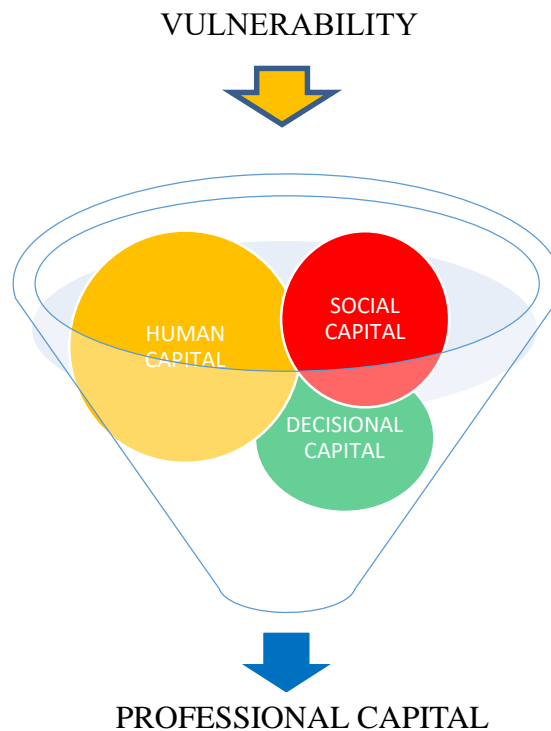 VULNERABILITY
SOCIAL
CAPITAL
HUMAN
CAPITAL
DECISIONAL
CAPITAL
PROFESSIONAL CAPITAL